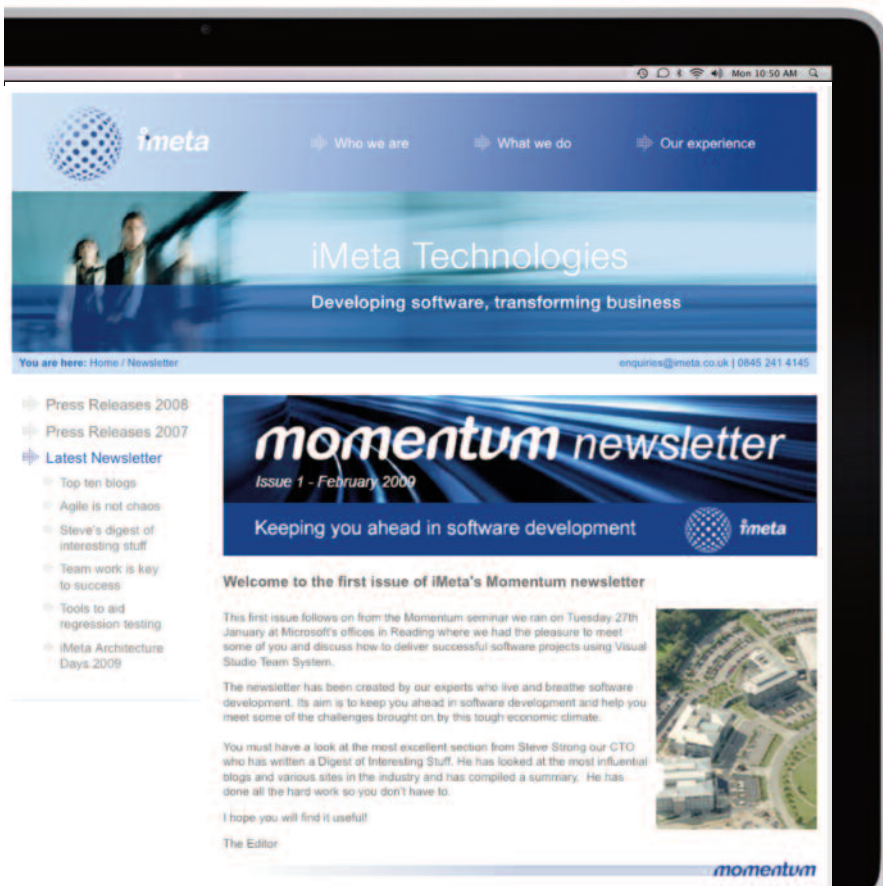 Mon 10:50 AM
imeta
Who we are
What we do
Our experience
iMeta Technologies
Developing software, transforming business
You are here: Home / Newsletter
enquiries@imeta.co.uk | 0845 241 4145
Press Releases 2008
Press Releases 2007
Latest Newsletter
Top ten blogs
Agile is not chaos
Steve's digest of
interesting stuff
Team work is key
to success
Tools to aid
regression testing
iMeta Architecture
Days 2009
momentum newsletter
Issue 1 - February 2009
Keeping you ahead in software development
imeta
Welcome to the first issue of iMeta's Momentum newsletter
This first issue follows on from the Momentum seminar we ran on Tuesday 27th
January at Microsoft's offices in Reading where we had the pleasure to meet
some of you and discuss how to deliver successful software projects using Visual
Studio Team System.
The newsletter has been created by our experts who live and breathe software
development. Its aim is to keep you ahead in software development and help you
meet some of the challenges brought on by this tough economic climate.
You must have a look at the most excellent section from Steve Strong our CTO
who has written a Digest of Interesting Stuff. He has looked at the most influential
blogs and various sites in the industry and has compiled a summary. He has
done all the hard work so you don't have to.
I hope you will find it useful!
The Editor
momentum